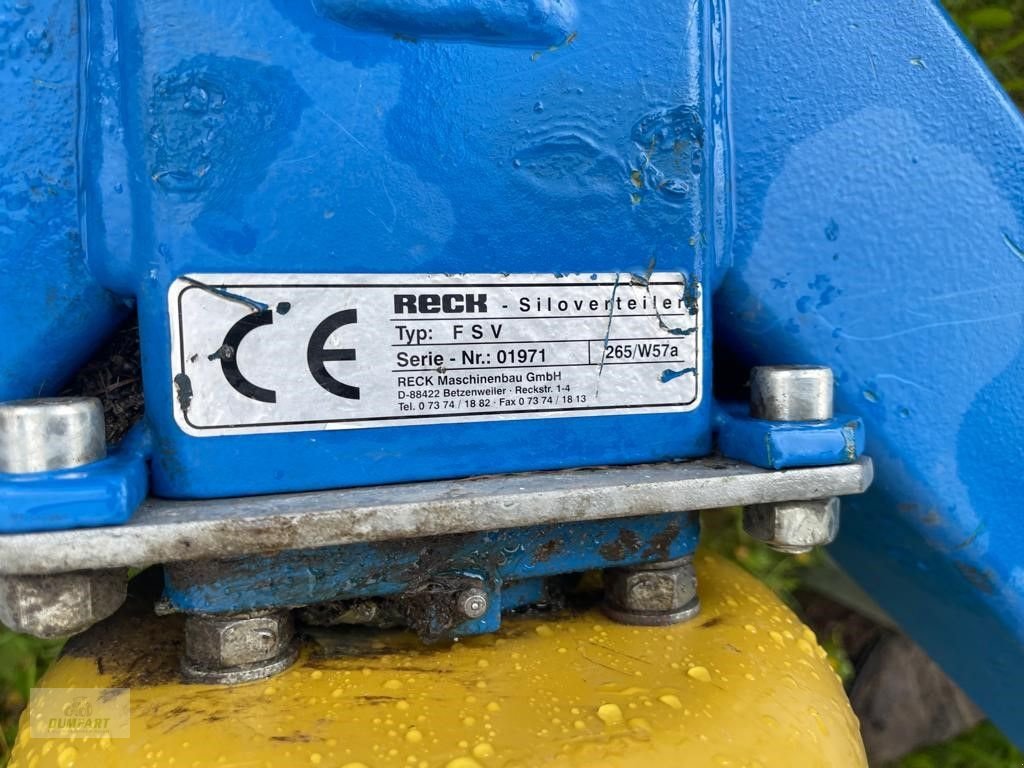 CE
RECK - Siloverteiler
Typ: F S V
Serie - Nr.: 01971 265/W57a
RECK Maschinenbau GmbH
D-88422 Betzenweiler · Reckstr. 1-4
Tel. 0 73 74 / 18 82 · Fax 0 73 74 / 18 13
DUMFART